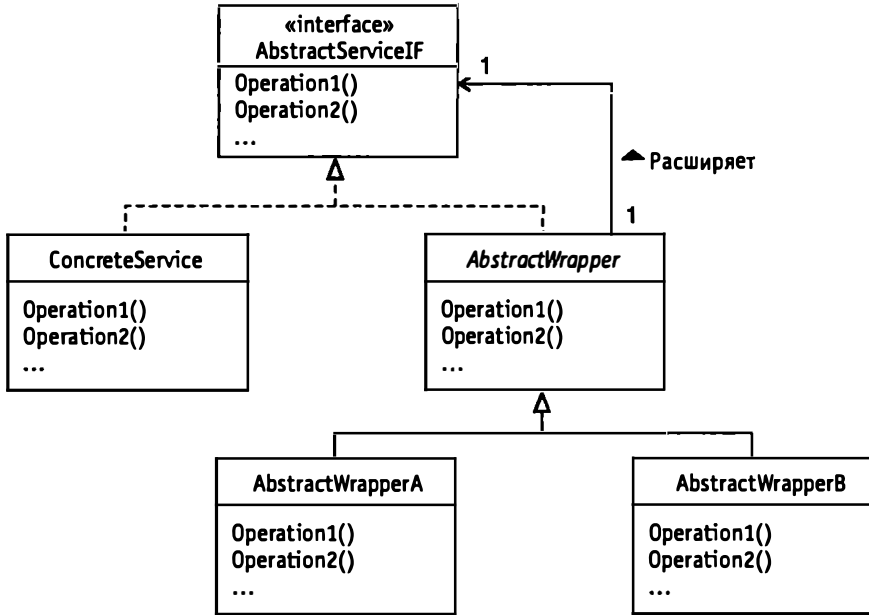 «interface»
AbstractServiceIF
Operation1()
Operation2()
...
1
Расширяет
1
ConcreteService
Operation1()
Operation2()
...
AbstractWrapper
Operation1()
Operation2()
...
AbstractWrapperA
Operation1()
Operation2()
...
AbstractWrapperB
Operation1()
Operation2()
...